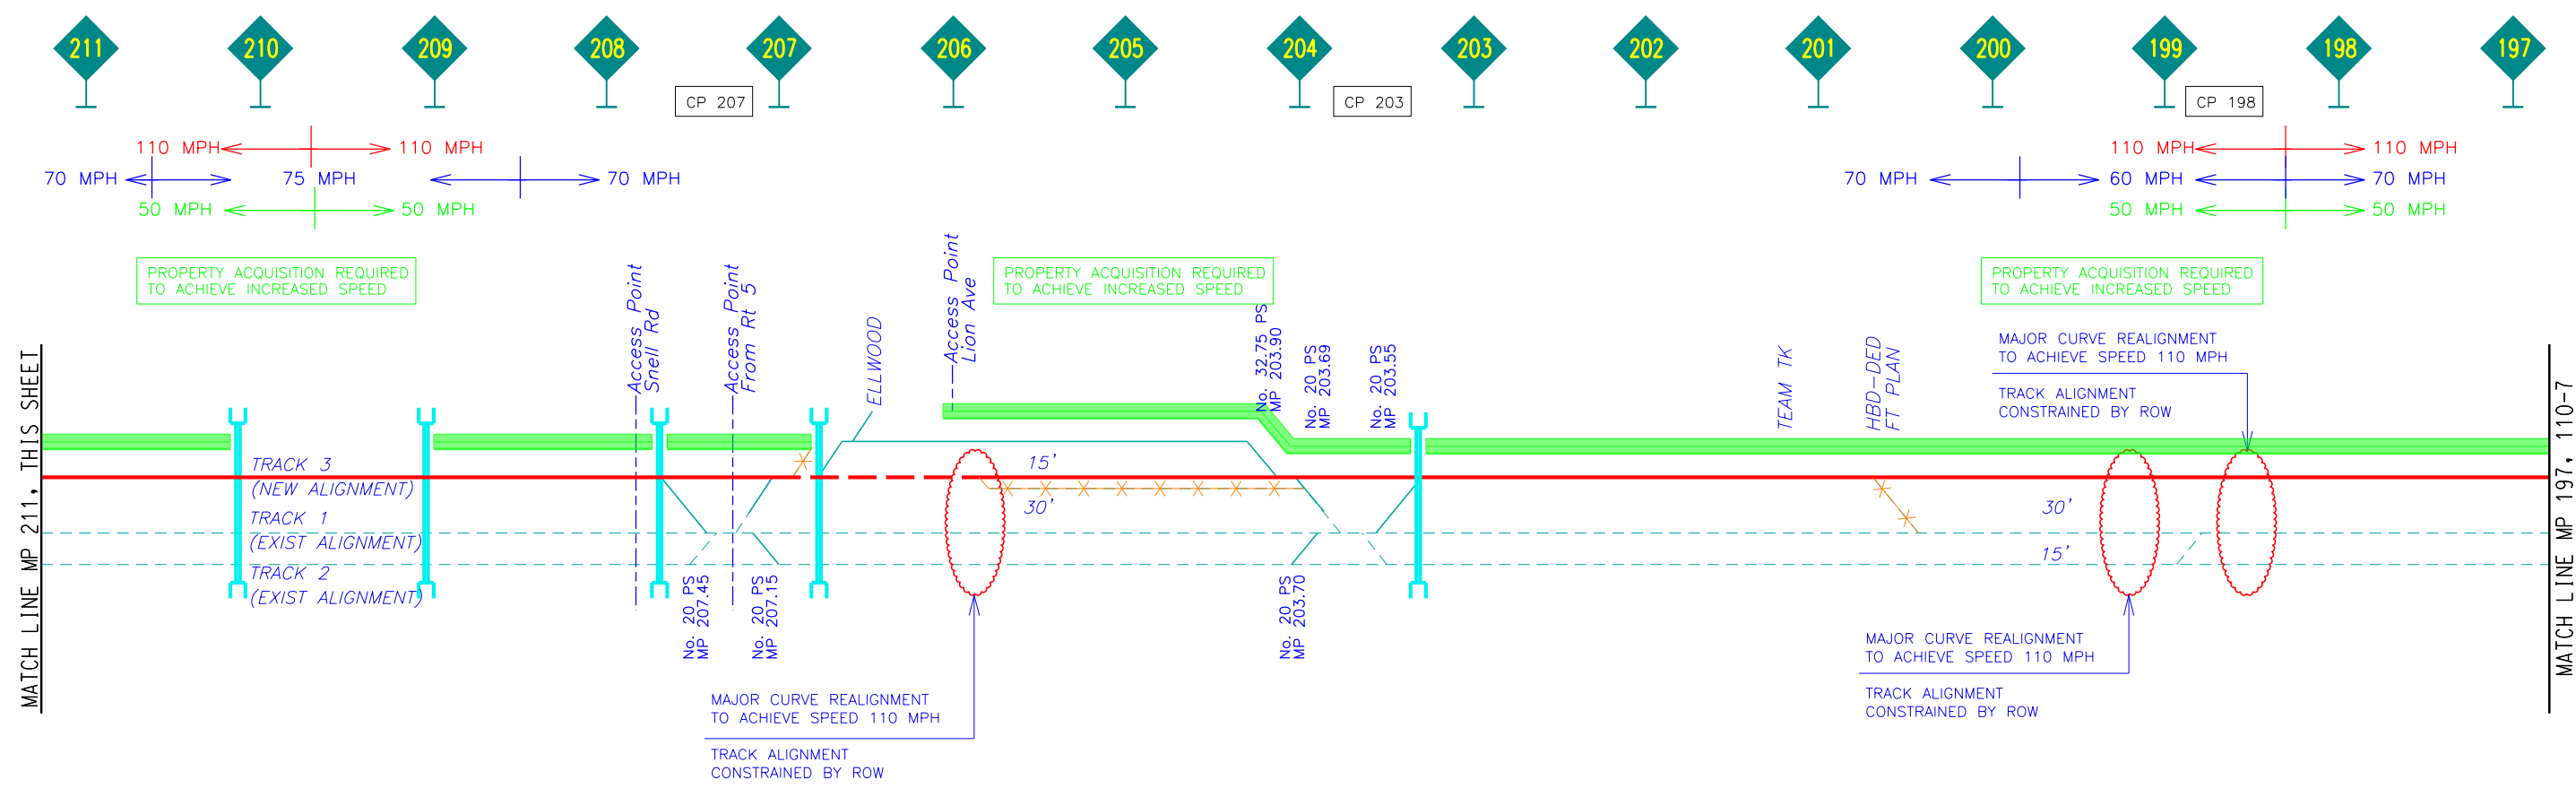 211
210
209
208
207
206
205
204
203
202
201
200
199
198
197
CP 207
CP 203
CP 198
110 MPH
110 MPH
70 MPH
75 MPH
70 MPH
50 MPH
50 MPH
110 MPH
110 MPH
70 MPH
60 MPH
70 MPH
50 MPH
50 MPH
PROPERTY ACQUISITION REQUIRED
TO ACHIEVE INCREASED SPEED
PROPERTY ACQUISITION REQUIRED
TO ACHIEVE INCREASED SPEED
PROPERTY ACQUISITION REQUIRED
TO ACHIEVE INCREASED SPEED
MATCH LINE MP 211, THIS SHEET
Access Point
Snell Rd
Access Point
From Rt 5
ELLWOOD
Access Point
Lion Ave
No. 32.75 PS
MP 203.90
No. 20 PS
MP 203.69
No. 20 PS
MP 203.55
TEAM TK
HBD-DED
FT PLAN
MAJOR CURVE REALIGNMENT
TO ACHIEVE SPEED 110 MPH
TRACK ALIGNMENT
CONSTRAINED BY ROW
MATCH LINE MP 197, 110-7
TRACK 3
(NEW ALIGNMENT)
TRACK 1
(EXIST ALIGNMENT)
TRACK 2
(EXIST ALIGNMENT)
15'
30'
30'
15'
No. 20 PS
MP 207.45
No. 20 PS
MP 207.15
No. 20 PS
MP 203.70
MAJOR CURVE REALIGNMENT
TO ACHIEVE SPEED 110 MPH
TRACK ALIGNMENT
CONSTRAINED BY ROW
MAJOR CURVE REALIGNMENT
TO ACHIEVE SPEED 110 MPH
TRACK ALIGNMENT
CONSTRAINED BY ROW